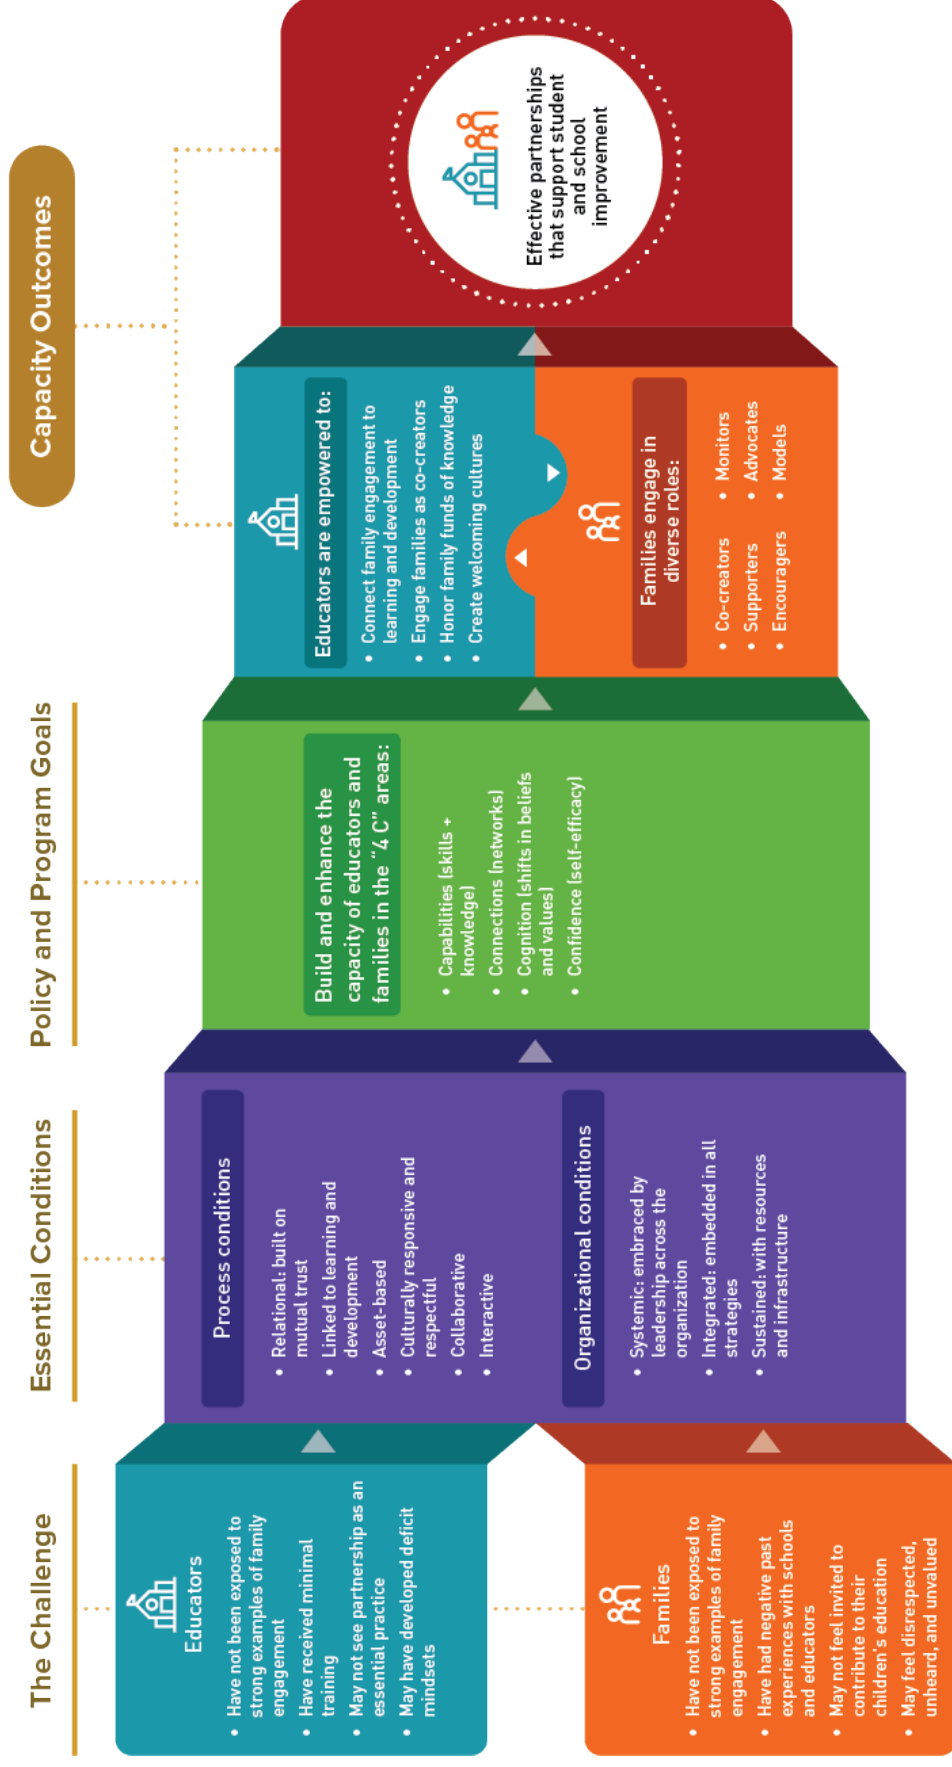 The Challenge
Educators
• Have not been exposed to
strong examples of family
engagement
• Have received minimal
training
• May not see partnership as an
essential practice
• May have developed deficit
mindsets
Families
• Have not been exposed to
strong examples of family
engagement
• Have had negative past
experiences with schools
and educators
• May not feel invited to
contribute to their
children's education
• May feel disrespected,
unheard, and unvalued
Essential Conditions
Process conditions
• Relational: built on
mutual trust
• Linked to learning and
development
• Asset-based
• Culturally responsive and
respectful
• Collaborative
• Interactive
Organizational conditions
• Systemic: embraced by
leadership across the
organization
• Integrated: embedded in all
strategies
• Sustained: with resources
and infrastructure
Policy and Program Goals
Build and enhance the
capacity of educators and
families in the "4 C" areas:
• Capabilities (skills +
knowledge)
• Connections (networks)
• Cognition (shifts in beliefs
and values)
• Confidence (self-efficacy)
Capacity Outcomes
Educators are empowered to:
• Connect family engagement to
learning and development
• Engage families as co-creators
• Honor family funds of knowledge
• Create welcoming cultures
Families engage in
diverse roles:
• Co-creators
• Supporters
• Encouragers
• Monitors
• Advocates
• Models
Effective partnerships
that support student
and school
improvement